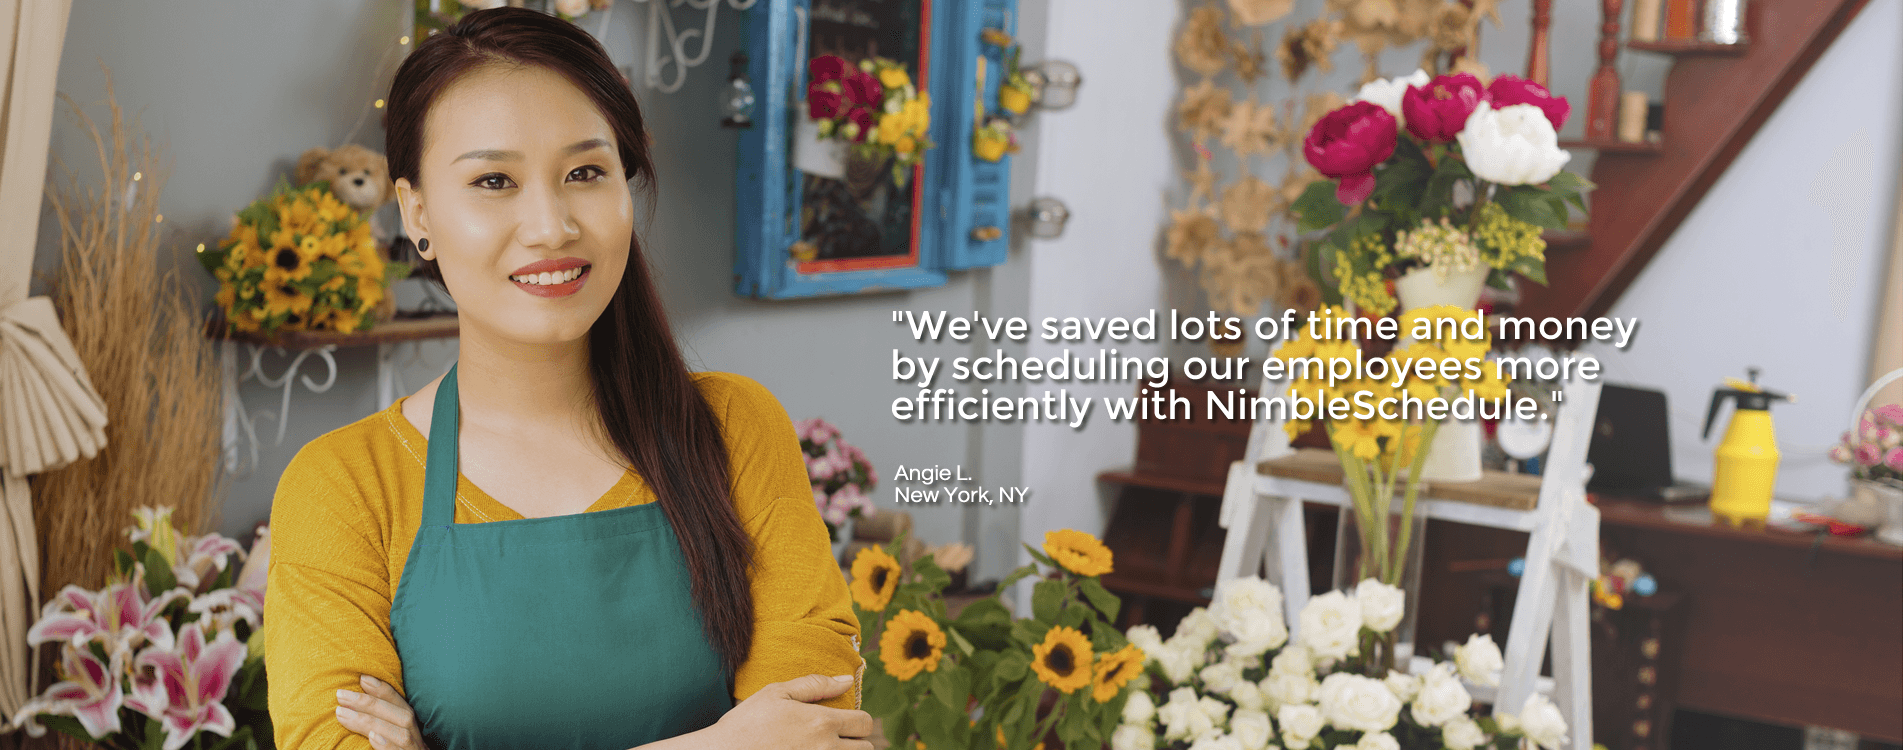 "We've saved lots of time and money
by scheduling our employees more
efficiently with NimbleSchedule."
Angie L.
New York, NY